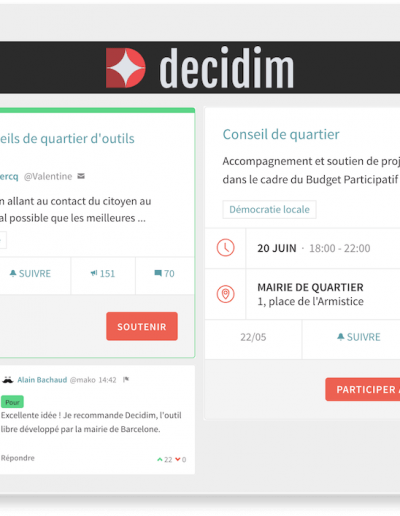 decidim
eils de quartier d'outils
ercq @Valentine
n allant au contact du citoyen au
al possible que les meilleures ...
SUIVRE
151
70
SOUTENIR
Alain Bachaud @mako 14:42
Pour
Excellente idée ! Je recommande Decidim, l'outil
libre développé par la mairie de Barcelone.
Répondre
22 0
Conseil de quartier
Accompagnement et soutien de proj
dans le cadre du Budget Participatif
Démocratie locale
20 JUIN · 18:00 - 22:00
MAIRIE DE QUARTIER
1, place de l'Armistice
22/05
SUIVRE
PARTICIPER A